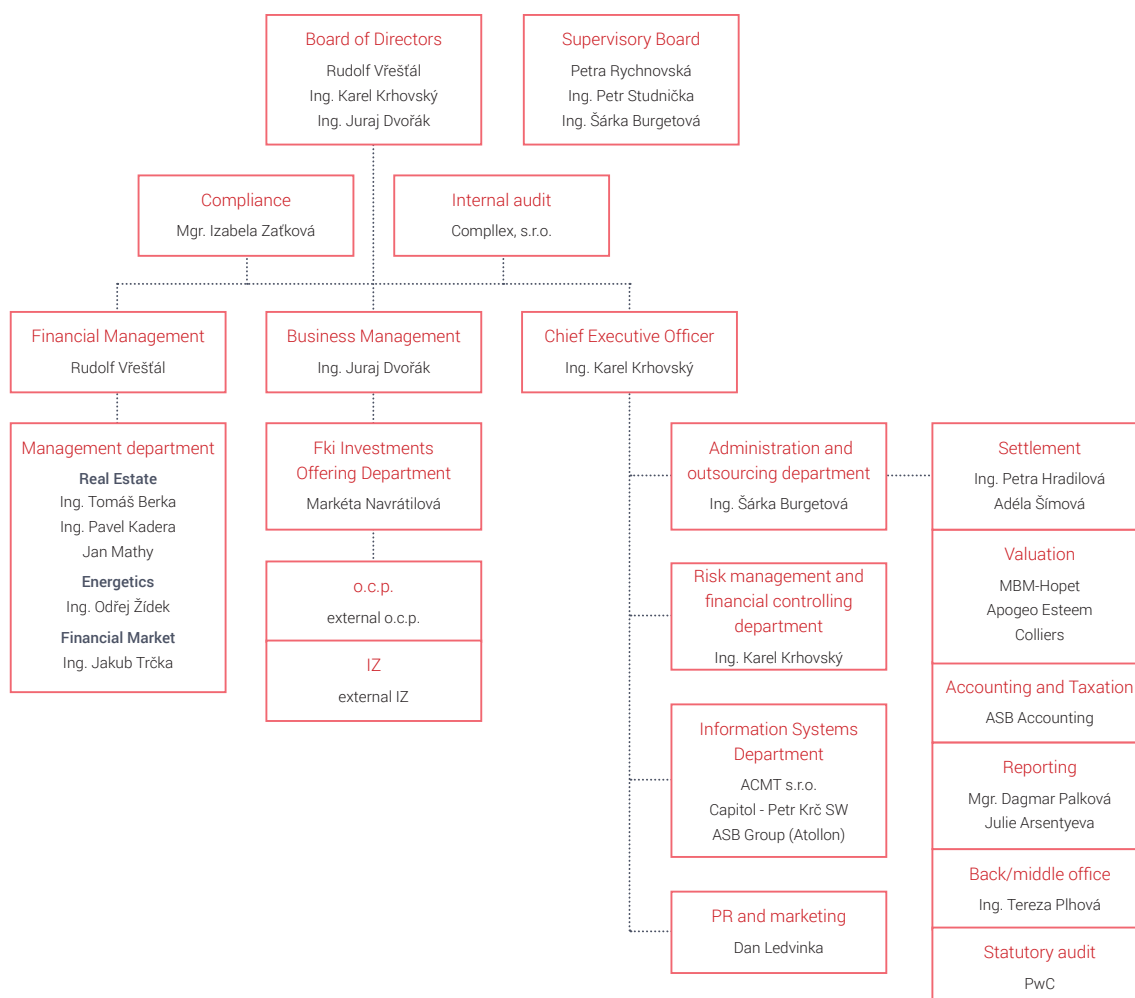 Board of Directors
Rudolf Vřešťál
Ing. Karel Krhovský
Ing. Juraj Dvořák
Supervisory Board
Petra Rychnovská
Ing. Petr Studnička
Ing. Šárka Burgetová
Compliance
Mgr. Izabela Zaťková
Internal audit
Compllex, s.r.o.
Financial Management
Rudolf Vřešťál
Business Management
Ing. Juraj Dvořák
Chief Executive Officer
Ing. Karel Krhovský
Management department
Real Estate
Ing. Tomáš Berka
Ing. Pavel Kadera
Jan Mathy
Energetics
Ing. Odřej Žídek
Financial Market
Ing. Jakub Trčka
Fki Investments
Offering Department
Markéta Navrátilová
o.c.p.
external o.c.p.
IZ
external IZ
Administration and
outsourcing department
Ing. Šárka Burgetová
Risk management and
financial controlling
department
Ing. Karel Krhovský
Information Systems
Department
ACMT s.r.o.
Capitol - Petr Krč SW
ASB Group (Atollon)
PR and marketing
Dan Ledvinka
Settlement
Ing. Petra Hradilová
Adéla Šímová
Valuation
MBM-Hopet
Apogeo Esteem
Colliers
Accounting and Taxation
ASB Accounting
Reporting
Mgr. Dagmar Palková
Julie Arsentyeva
Back/middle office
Ing. Tereza Plhová
Statutory audit
PwC